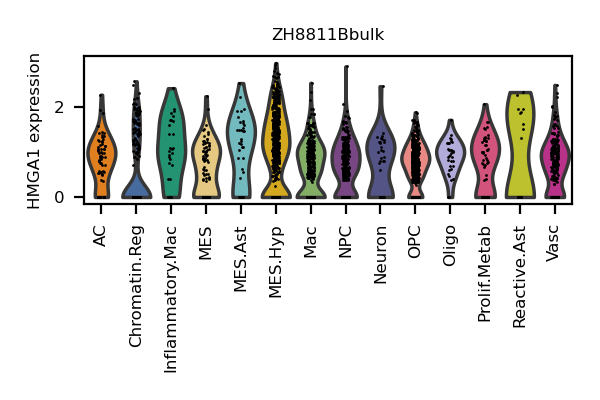 ZH8811Bbulk
HMGA1 expression
2
0
AC
Chromatin.Reg
Inflammatory.Mac
MES
MES.Ast
MES.Hyp
Mac
NPC
Neuron
OPC
Oligo
Prolif.Metab
Reactive.Ast
Vasc